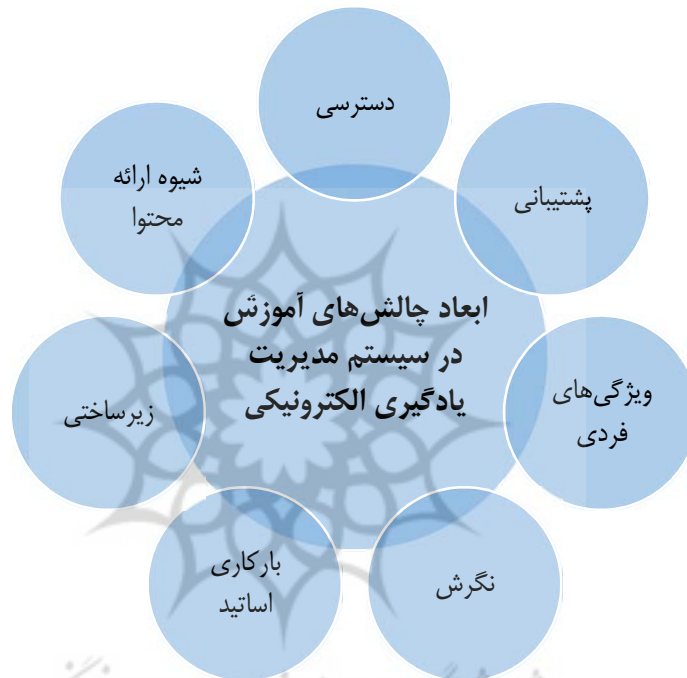 دسترسی
پشتیبانی
ویژگی‌های
فردی
نگرش
بارکاری
اساتید
زیرساختی
شیوه ارائه
محتوا
ابعاد چالش‌های آموزش
در سیستم مدیریت
یادگیری الکترونیکی